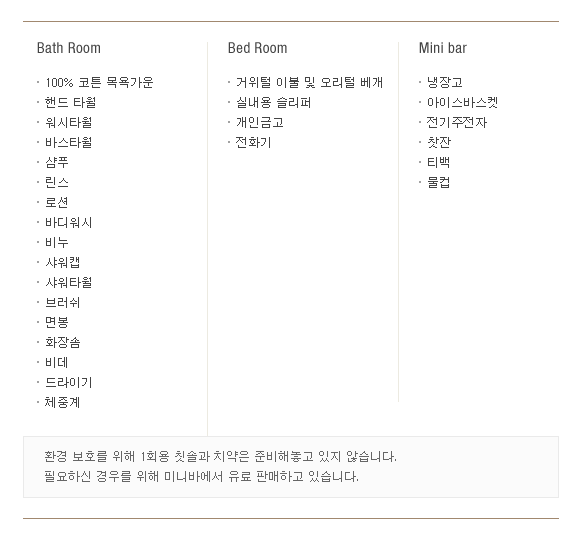 Bath Room
· 100% 코튼 목욕가운
· 핸드 타월
· 워시타월
· 바스타월
· 샴푸
· 린스
· 로션
· 바디워시
· 비누
· 샤워캡
· 샤워타월
· 브러쉬
· 면봉
· 화장솜
· 비데
· 드라이기
· 체중계
Bed Room
· 거위털 이불 및 오리털 베개
· 실내용 슬리퍼
· 개인금고
· 전화기
Mini bar
· 냉장고
· 아이스바스켓
· 전기주전자
· 찻잔
· 티백
· 물컵
환경 보호를 위해 1회용 칫솔과 치약은 준비해놓고 있지 않습니다.
필요하신 경우를 위해 미니바에서 유료 판매하고 있습니다.